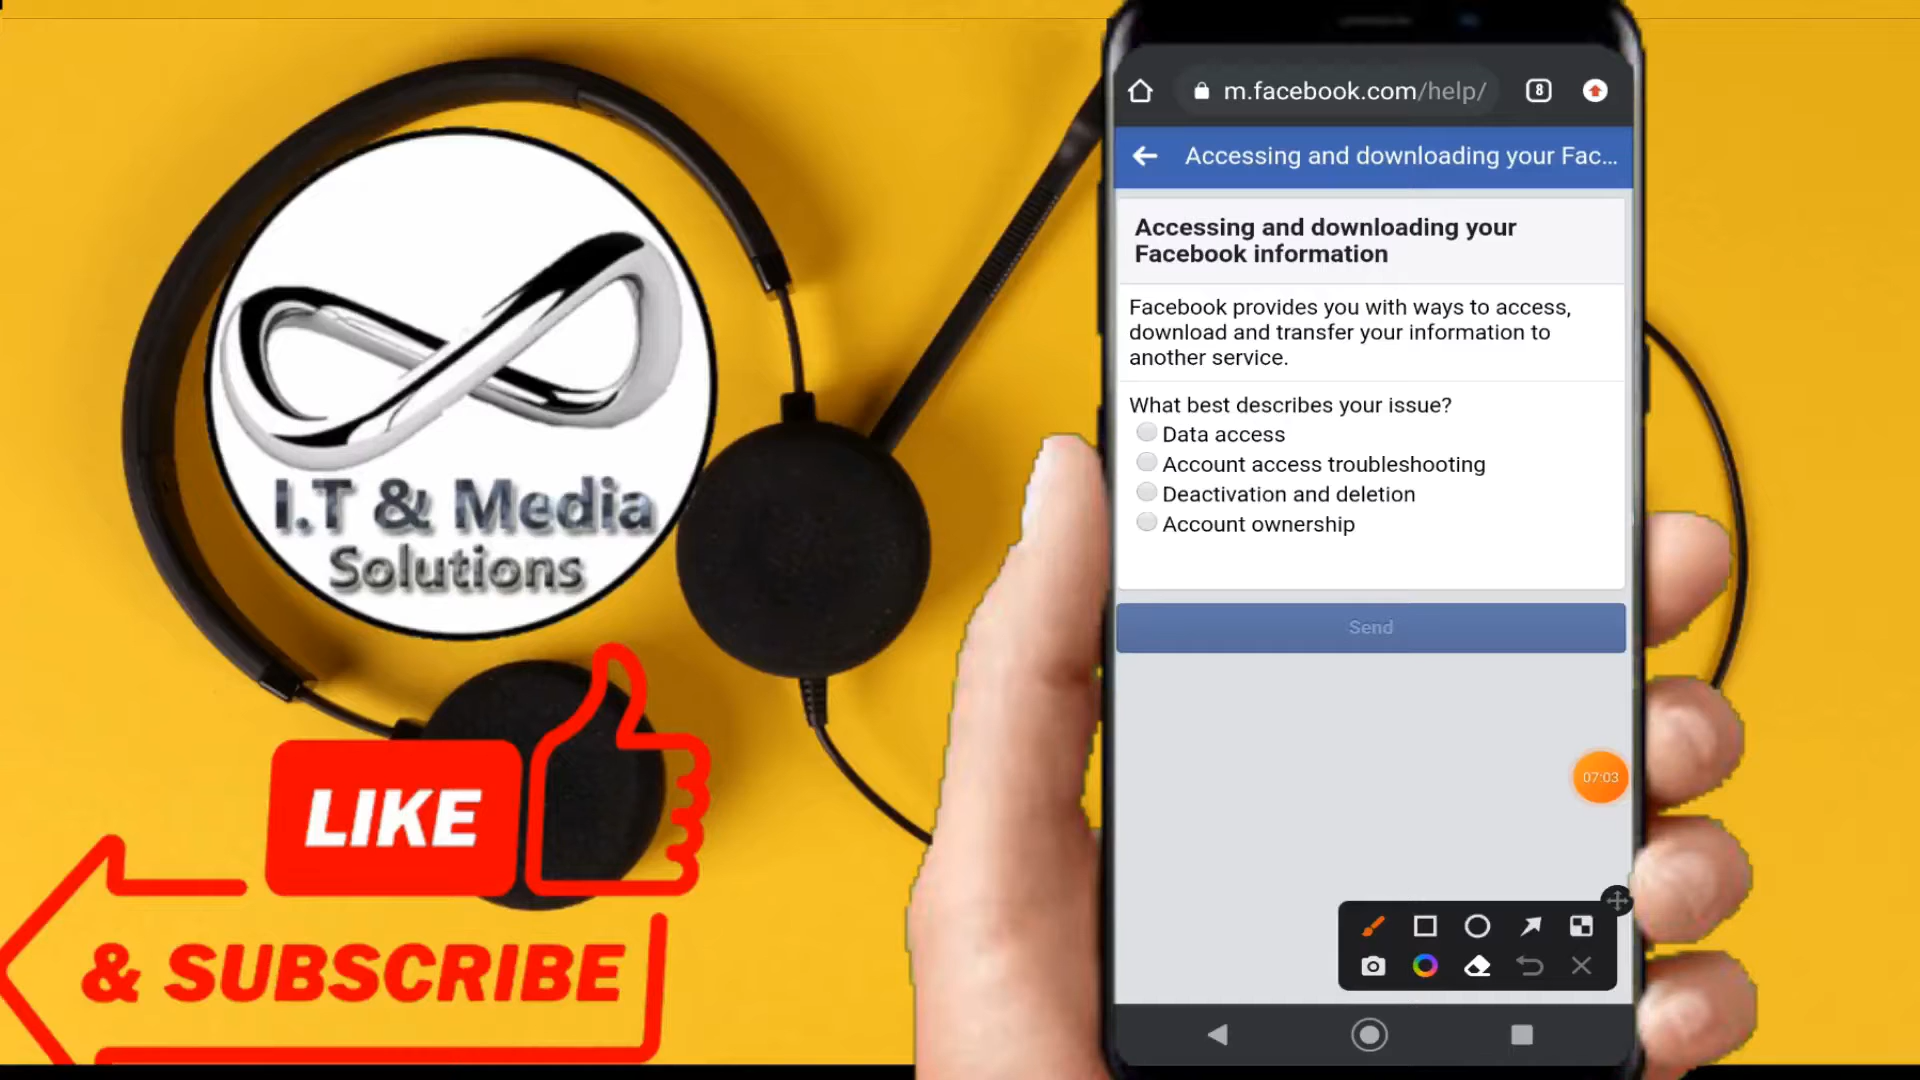 I.T & Media
Solutions
LIKE
& SUBSCRIBE
m.facebook.com/help/
8
Accessing and downloading your Fac...
Accessing and downloading your
Facebook information
Facebook provides you with ways to access,
download and transfer your information to
another service.
What best describes your issue?
Data access
Account access troubleshooting
Deactivation and deletion
Account ownership
Send
07:03